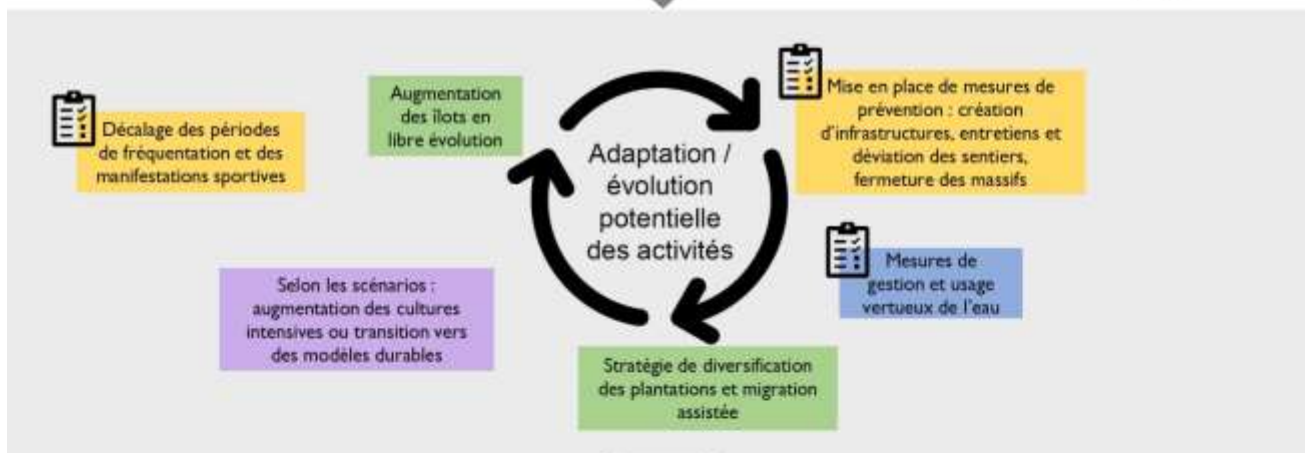 Augmentation
des îlots en
libre évolution
Mise en place de mesures de
prévention : création
d'infrastructures, entretiens et
déviation des sentiers,
fermeture des massifs
Décalage des périodes
de fréquentation et des
manifestations sportives
Adaptation /
évolution
potentielle
des activités
Mesures de
gestion et usage
vertueux de l'eau
Selon les scénarios :
augmentation des cultures
intensives ou transition vers
des modèles durables
Stratégie de diversification
des plantations et migration
assistée